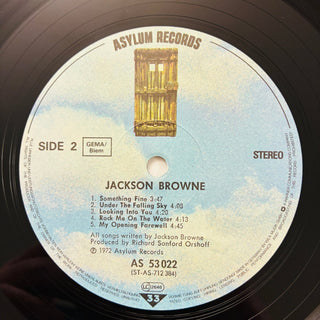 ASYLUM RECORDS
SIDE 2
GEMA/
Biem
STEREO
JACKSON BROWNE
1. Something Fine 3:47
2. Under The Falling Sky 4:05
3. Looking Into You 4:20
4. Rock Me On The Water 4:13
5. My Opening Farewell 4:45
All songs written by Jackson Browne
Produced by Richard Sanford Orshoff
℗ 1972 Asylum Records
AS 53022
(ST-AS-712 384)
LC 2646
33